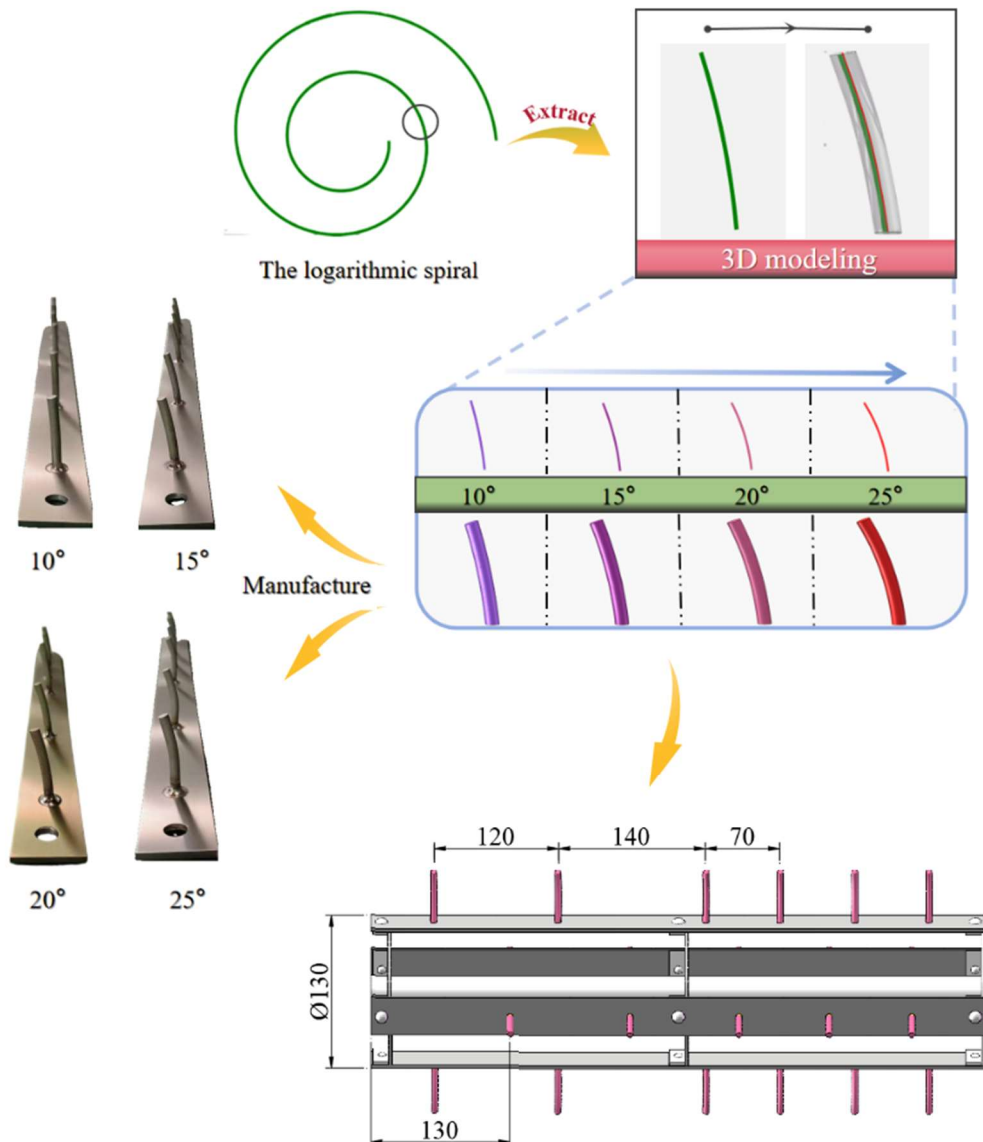 Extract
The logarithmic spiral
3D modeling
10° 15° 20° 25°
10° 15°
Manufacture
20° 25°
120 140 70
Ø130
130